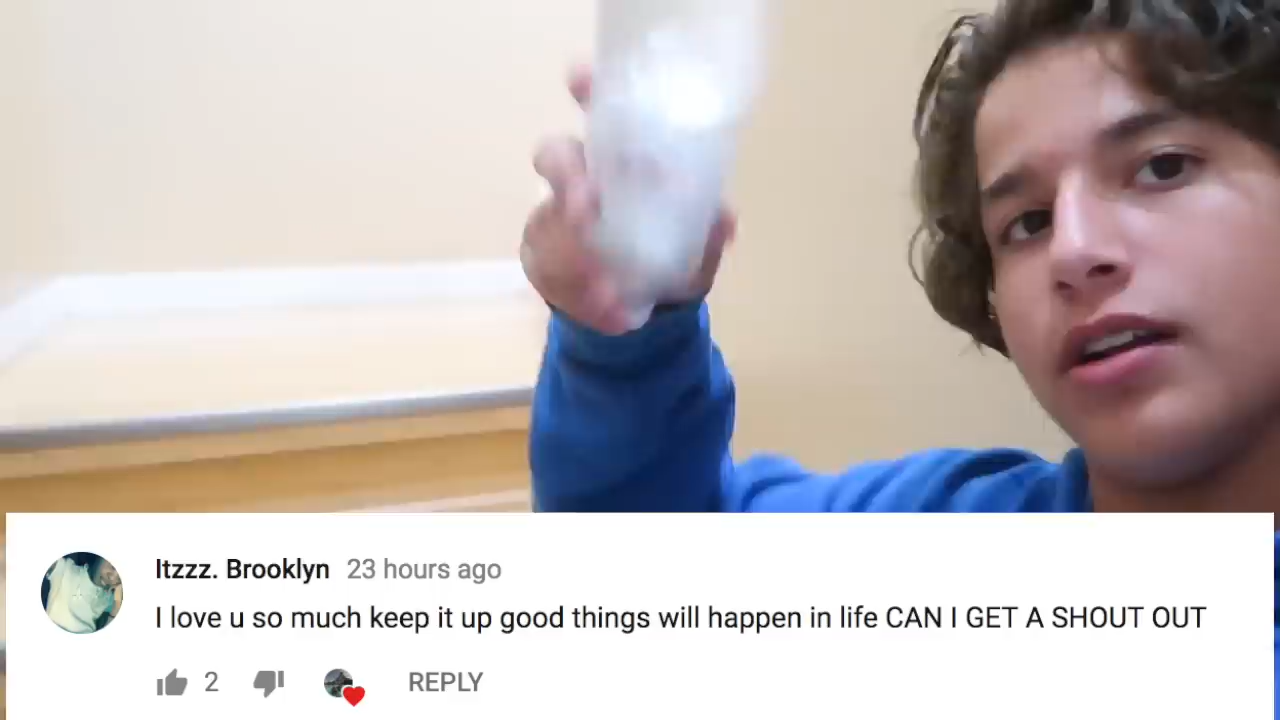 Itzzz. Brooklyn 23 hours ago
I love u so much keep it up good things will happen in life CAN I GET A SHOUT OUT
2 REPLY